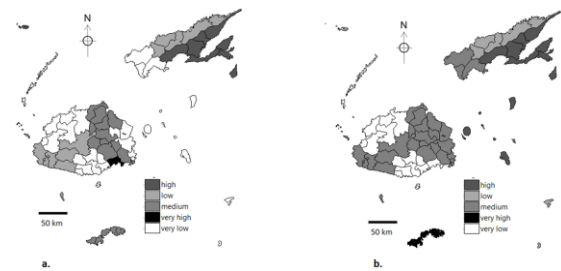 N
high
low
medium
very high
very low
50 km
a.
N
high
low
medium
very high
very low
50 km
b.